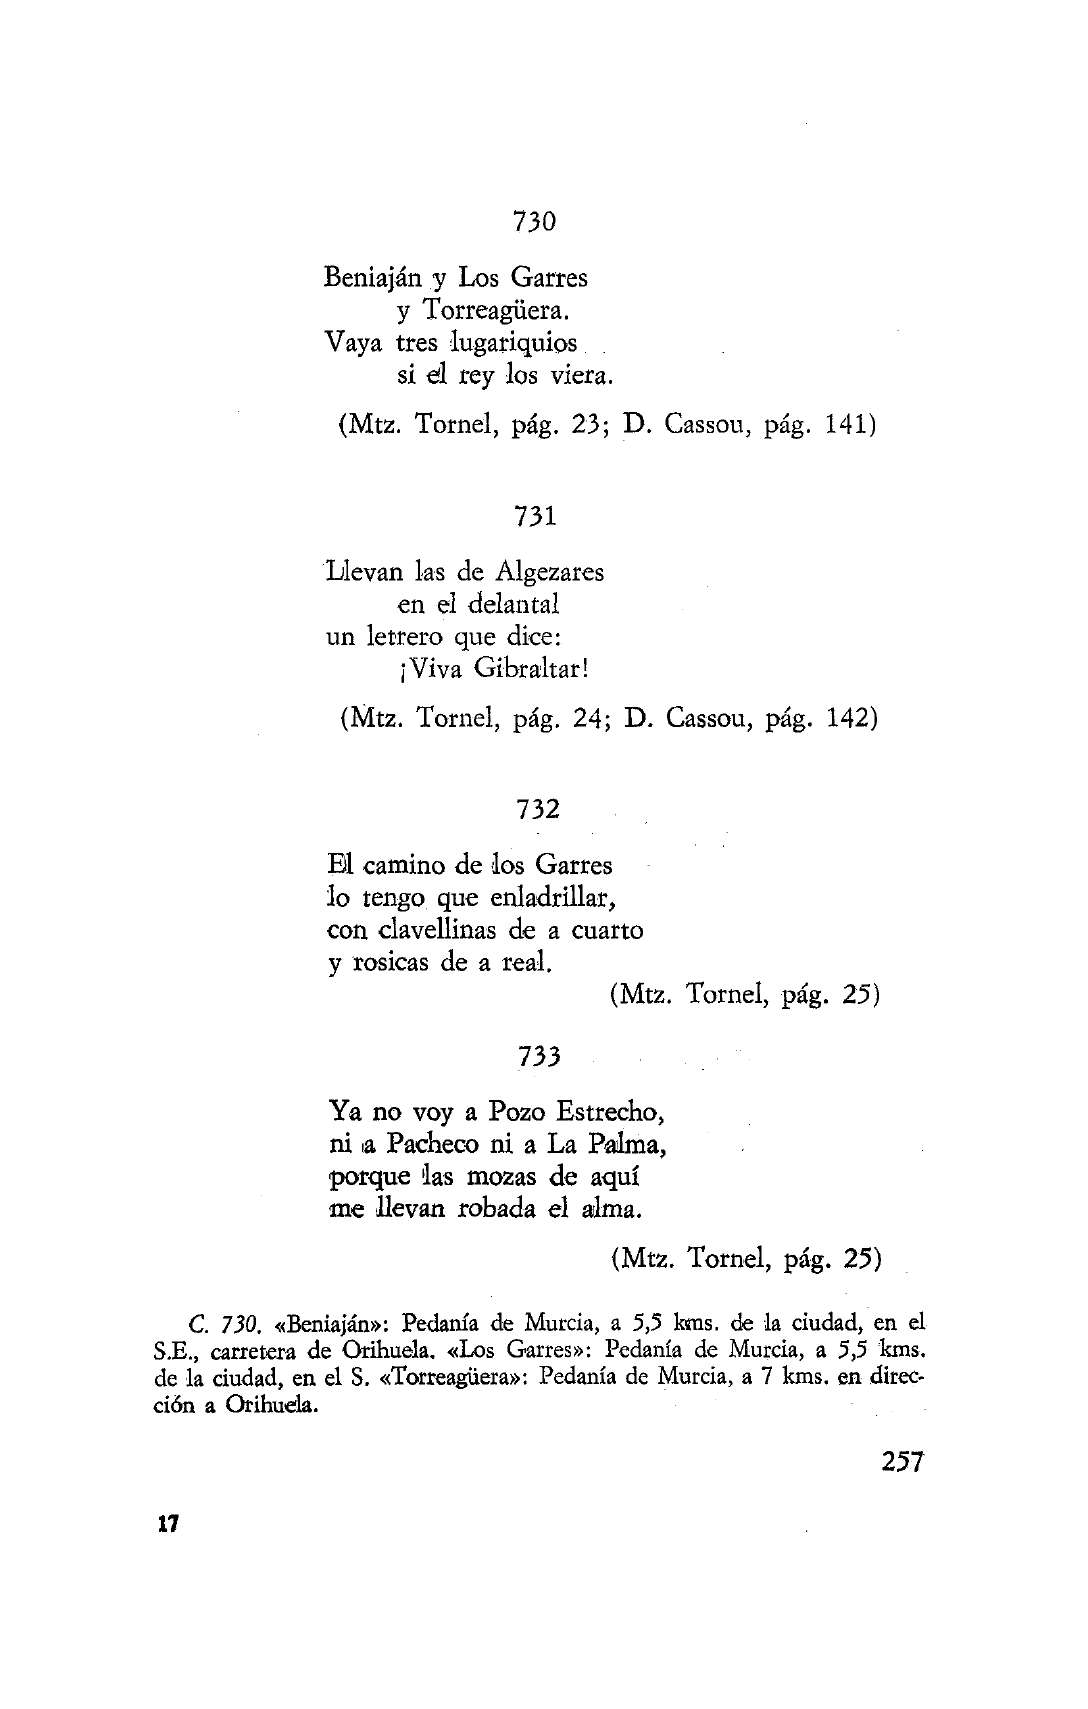 730
Beniaján y Los Garres
y Torreagüera.
Vaya tres lugariquios
si el rey los viera.
(Mtz. Tornel, pág. 23; D. Cassou, pág. 141)
731
Llevan las de Algezares
en el delantal
un letrero que dice:
¡Viva Gibraltar!
(Mtz. Tornel, pág. 24; D. Cassou, pág. 142)
732
El camino de los Garres
lo tengo que enladrillar,
con clavellinas de a cuarto
y rosicas de a real.
(Mtz. Tornel, pág. 25)
733
Ya no voy a Pozo Estrecho,
ni a Pacheco ni a La Palma,
porque las mozas de aquí
me llevan robada el alma.
(Mtz. Tornel, pág. 25)
C. 730. «Beniaján»: Pedanía de Murcia, a 5,5 kms. de la ciudad, en el
S.E., carretera de Orihuela. «Los Garres»: Pedanía de Murcia, a 5,5 kms.
de la ciudad, en el S. «Torreagüera»: Pedanía de Murcia, a 7 kms. en direc-
ción a Orihuela.
257
17